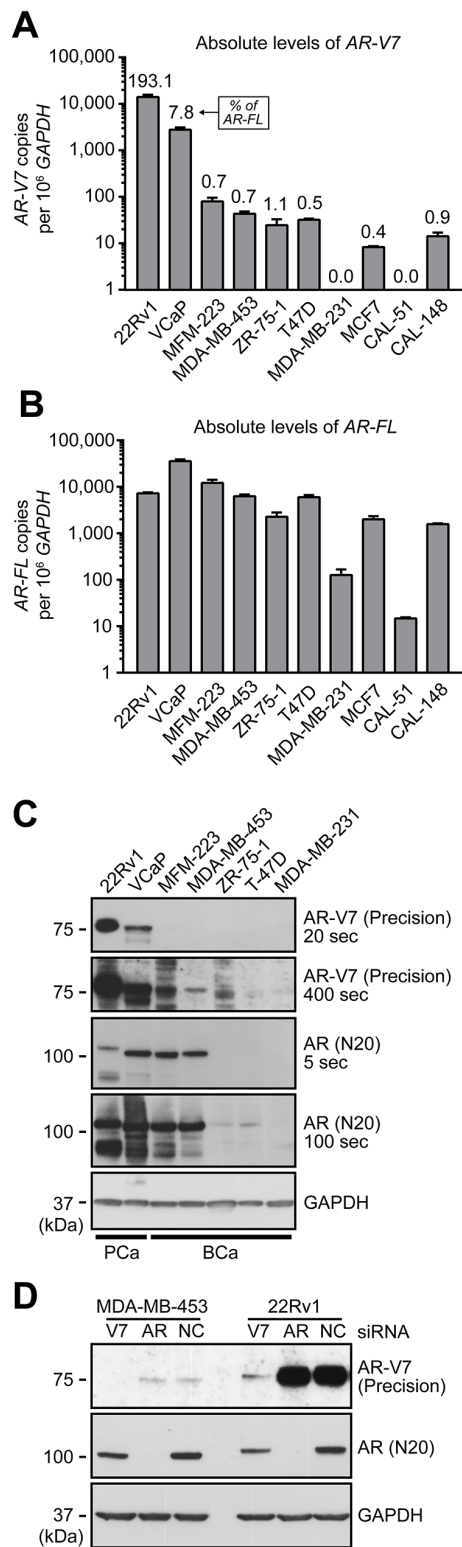 A
Absolute levels of AR-V7
AR-V7 copies
per 10⁶ GAPDH
100,000
10,000
1,000
100
10
1
193.1
7.8
% of
AR-FL
0.7
0.7
1.1
0.5
0.0
0.4
0.0
0.9
22Rv1
VCaP
MFM-223
MDA-MB-453
ZR-75-1
T47D
MDA-MB-231
MCF7
CAL-51
CAL-148
B
Absolute levels of AR-FL
AR-FL copies
per 10⁶ GAPDH
100,000
10,000
1,000
100
10
1
22Rv1
VCaP
MFM-223
MDA-MB-453
ZR-75-1
T47D
MDA-MB-231
MCF7
CAL-51
CAL-148
C
22Rv1
VCaP
MFM-223
MDA-MB-453
ZR-75-1
T-47D
MDA-MB-231
75
AR-V7 (Precision)
20 sec
75
AR-V7 (Precision)
400 sec
100
AR (N20)
5 sec
100
AR (N20)
100 sec
37
(kDa)
GAPDH
PCa
BCa
D
MDA-MB-453
22Rv1
V7 AR NC V7 AR NC siRNA
75
AR-V7
(Precision)
100
AR (N20)
37
(kDa)
GAPDH